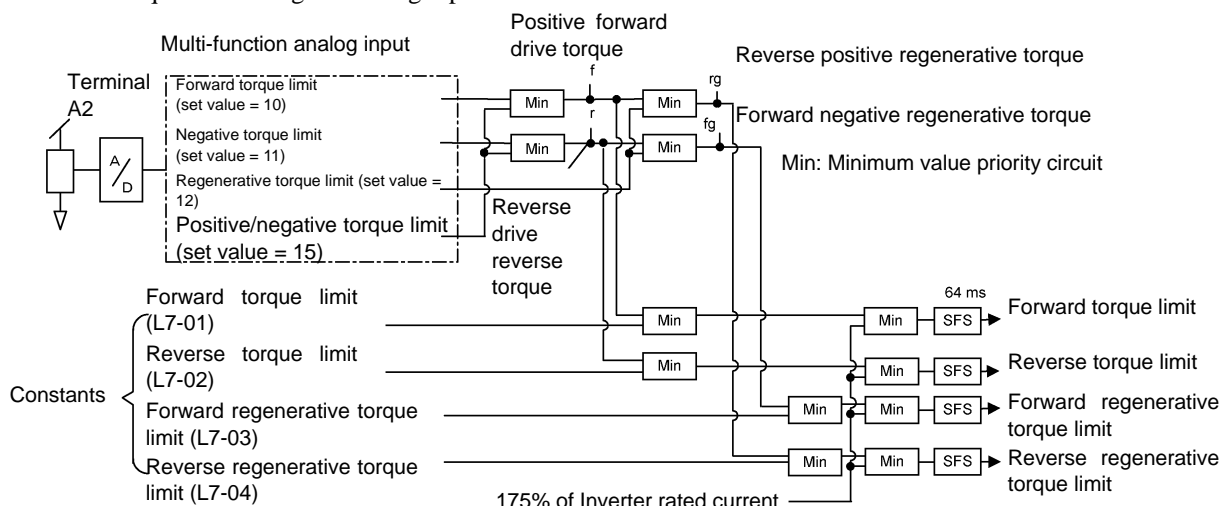 Positive forward
drive torque
Multi-function analog input
Reverse positive regenerative torque
Terminal
A2
Forward torque limit
(set value = 10)
f
rg
Min
Min
Forward negative regenerative torque
Negative torque limit
(set value = 11)
r
fg
Min
Min
Min: Minimum value priority circuit
A/D
Regenerative torque limit (set value =
12)
Positive/negative torque limit
(set value = 15)
Reverse
drive
reverse
torque
Constants
Forward torque limit
(L7-01)
Min
Min
64 ms
SFS
Forward torque limit
Reverse torque limit
(L7-02)
Min
Min
SFS
Reverse torque limit
Forward regenerative torque
limit (L7-03)
Min
Min
SFS
Forward regenerative
torque limit
Reverse regenerative torque
limit (L7-04)
Min
Min
SFS
Reverse regenerative
torque limit
175% of Inverter rated current